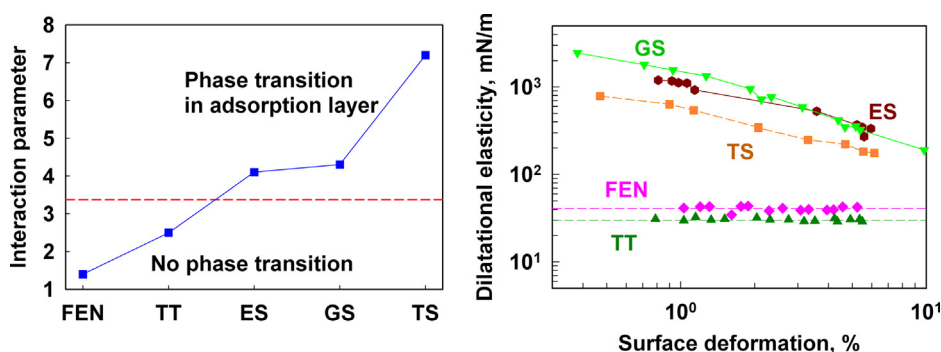 Interaction parameter
8
7
6
5
4
3
2
1
Phase transition
in adsorption layer
No phase transition
FEN TT ES GS TS
Dilatational elasticity, mN/m
10³
10²
10¹
GS
ES
TS
FEN
TT
10⁰ 10¹
Surface deformation, %